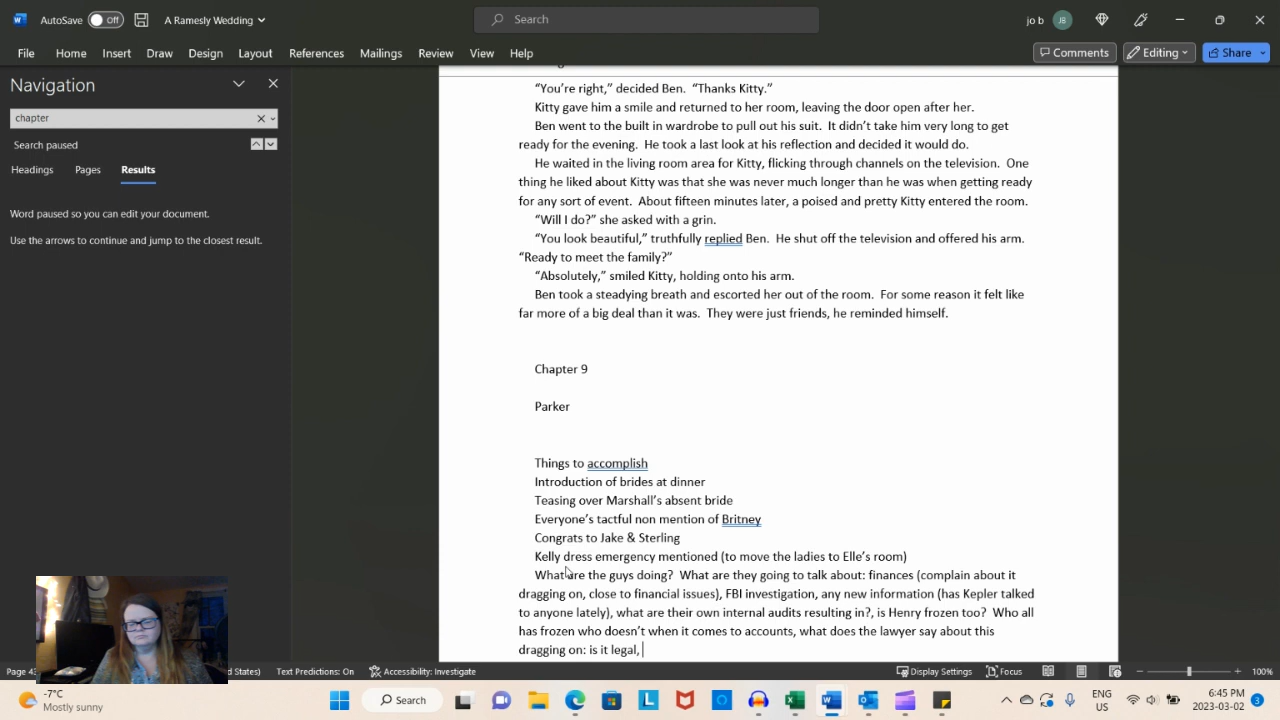 AutoSave Off A Ramesly Wedding Search jo b JB
File Home Insert Draw Design Layout References Mailings Review View Help Comments Editing Share
Navigation
chapter
Search paused
Headings Pages Results
Word paused so you can edit your document.
Use the arrows to continue and jump to the closest result.
“You’re right,” decided Ben. “Thanks Kitty.”
Kitty gave him a smile and returned to her room, leaving the door open after her.
Ben went to the built in wardrobe to pull out his suit. It didn’t take him very long to get
ready for the evening. He took a last look at his reflection and decided it would do.
He waited in the living room area for Kitty, flicking through channels on the television. One
thing he liked about Kitty was that she was never much longer than he was when getting ready
for any sort of event. About fifteen minutes later, a poised and pretty Kitty entered the room.
“Will I do?” she asked with a grin.
“You look beautiful,” truthfully replied Ben. He shut off the television and offered his arm.
“Ready to meet the family?”
“Absolutely,” smiled Kitty, holding onto his arm.
Ben took a steadying breath and escorted her out of the room. For some reason it felt like
far more of a big deal than it was. They were just friends, he reminded himself.
Chapter 9
Parker
Things to accomplish
Introduction of brides at dinner
Teasing over Marshall’s absent bride
Everyone’s tactful non mention of Britney
Congrats to Jake & Sterling
Kelly dress emergency mentioned (to move the ladies to Elle’s room)
What are the guys doing? What are they going to talk about: finances (complain about it
dragging on, close to financial issues), FBI investigation, any new information (has Kepler talked
to anyone lately), what are their own internal audits resulting in?, is Henry frozen too? Who all
has frozen who doesn’t when it comes to accounts, what does the lawyer say about this
dragging on: is it legal,
Page 43 d States) Text Predictions: On Accessibility: Investigate Display Settings Focus 100%
-7°C
Mostly sunny
Search
ENG
US
6:45 PM
2023-03-02
3